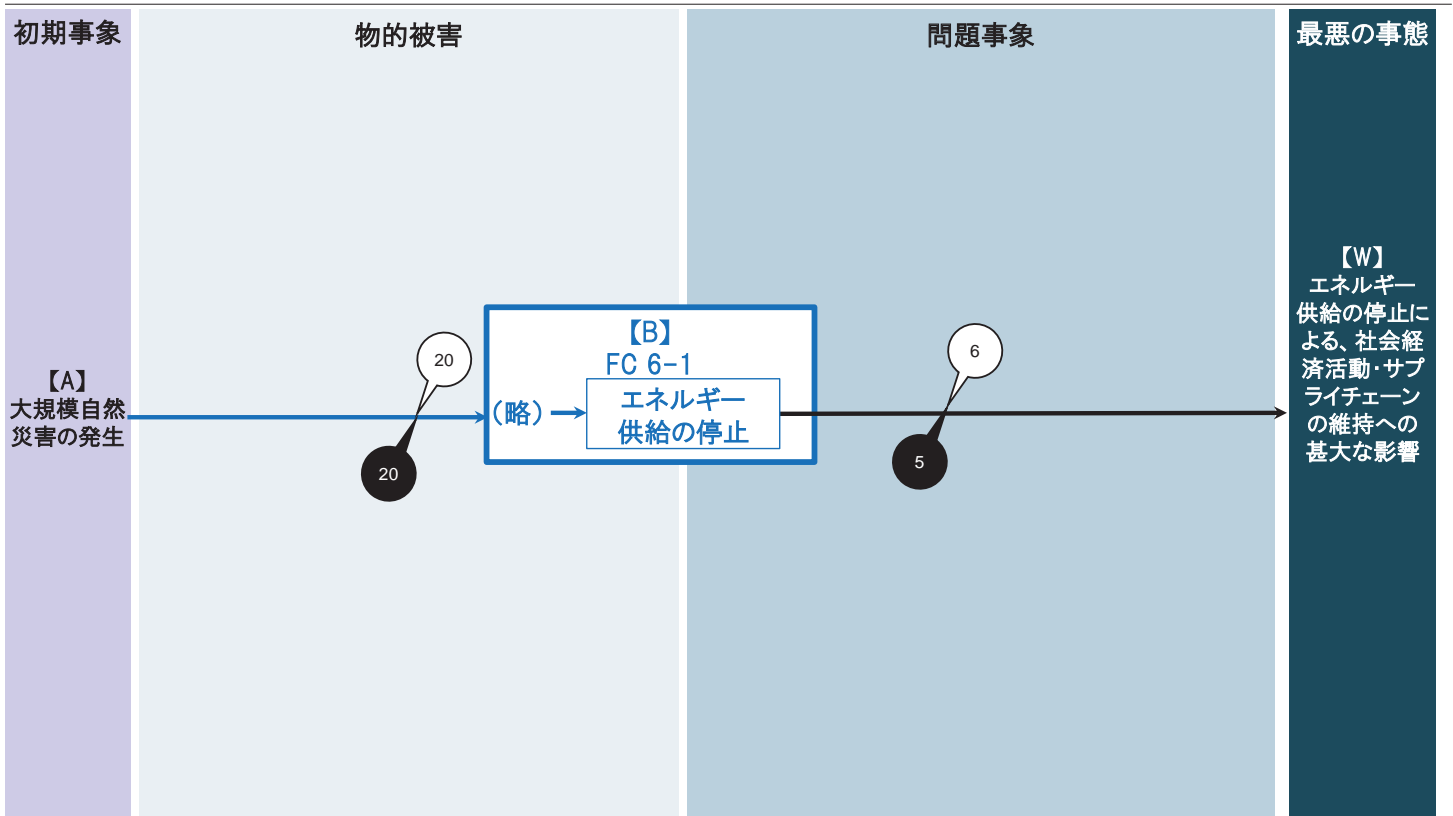 初期事象
物的被害
問題事象
最悪の事態
【A】
大規模自然
災害の発生
20
20
【B】
FC 6-1
(略)
エネルギー
供給の停止
6
5
【W】
エネルギー
供給の停止に
よる、社会経
済活動・サプ
ライチェーン
の維持への
甚大な影響